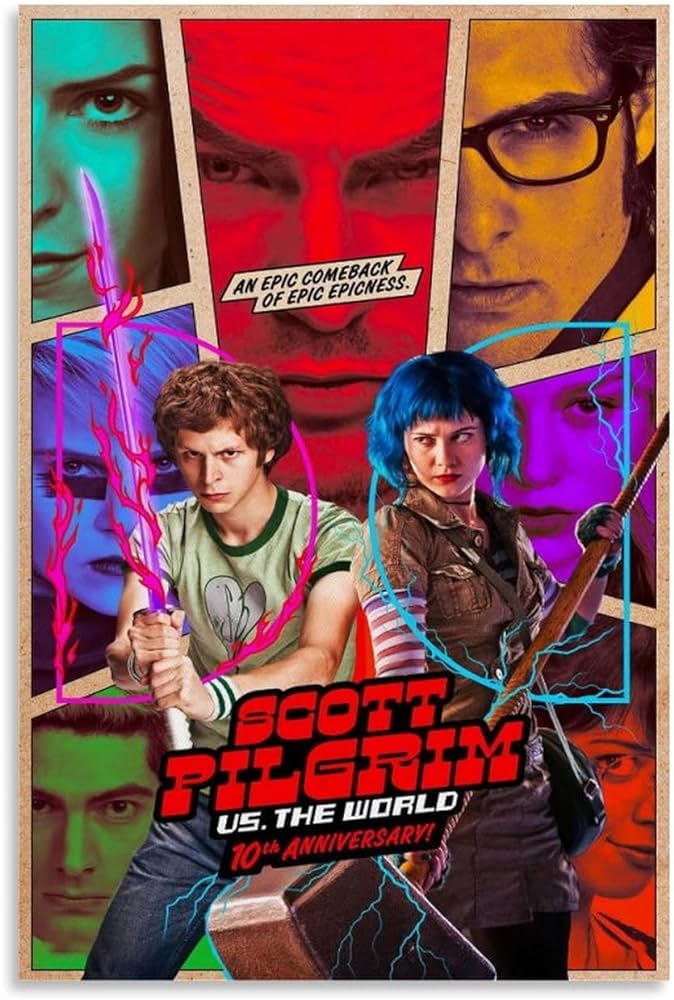 AN EPIC COMEBACK
OF EPIC EPICNESS.
SCOTT
PILGRIM
VS. THE WORLD
10th ANNIVERSARY!